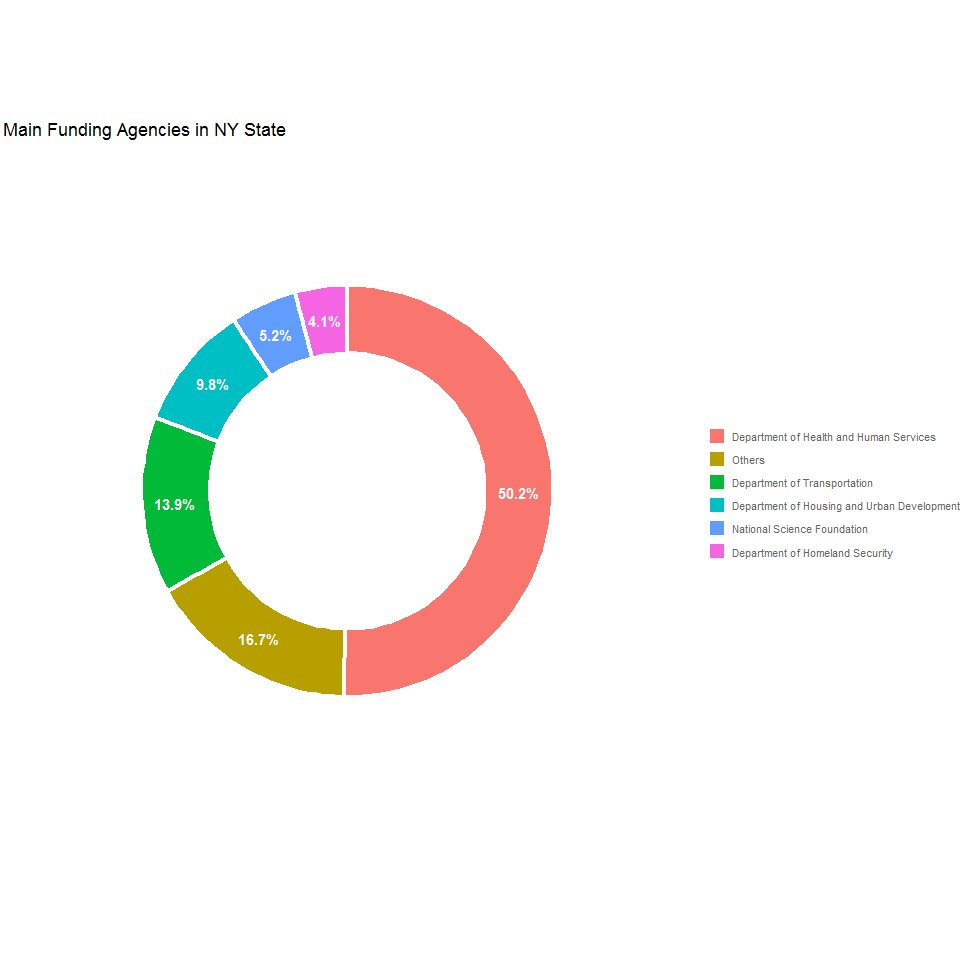 Main Funding Agencies in NY State
4.1%
5.2%
9.8%
13.9%
50.2%
16.7%
Department of Health and Human Services
Others
Department of Transportation
Department of Housing and Urban Development
National Science Foundation
Department of Homeland Security